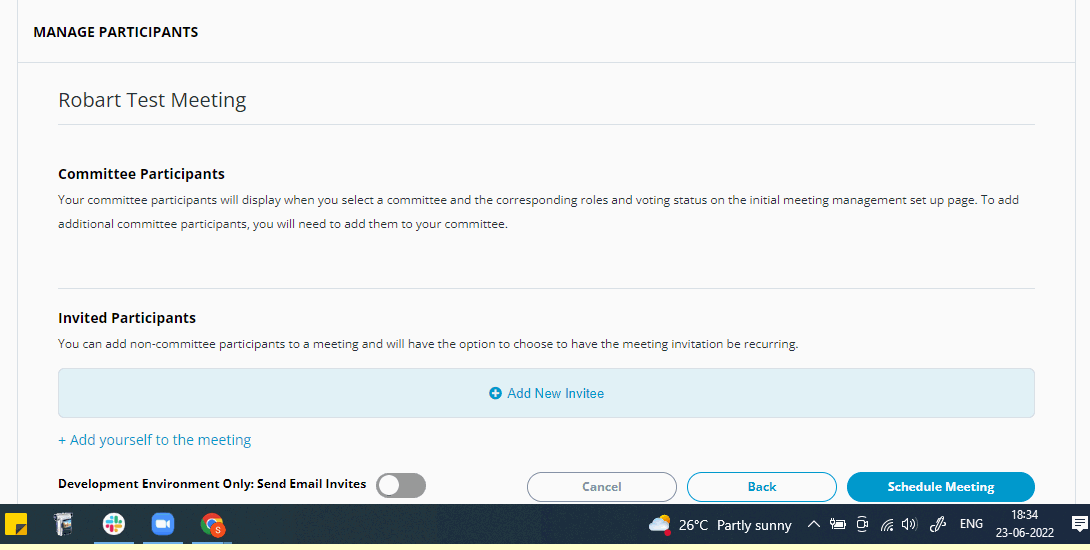 MANAGE PARTICIPANTS
Robart Test Meeting
Committee Participants
Your committee participants will display when you select a committee and the corresponding roles and voting status on the initial meeting management set up page. To add
additional committee participants, you will need to add them to your committee.
Invited Participants
You can add non-committee participants to a meeting and will have the option to choose to have the meeting invitation be recurring.
Add New Invitee
+ Add yourself to the meeting
Development Environment Only: Send Email Invites
Cancel
Back
Schedule Meeting
S
26°C Partly sunny
ENG
18:34
23-06-2022